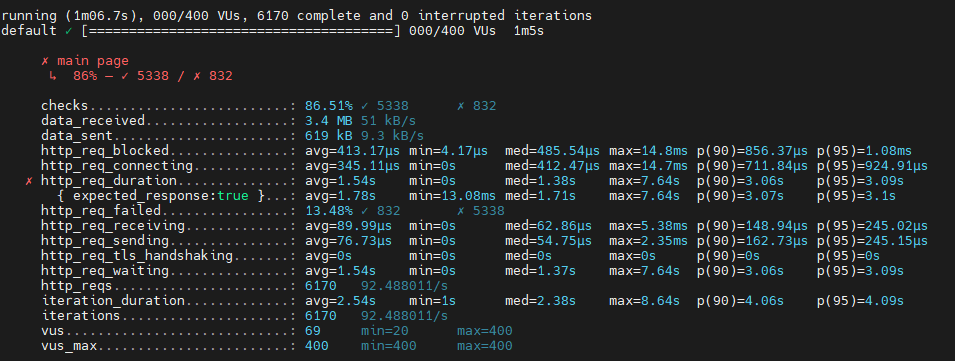 running (1m06.7s), 000/400 VUs, 6170 complete and 0 interrupted iterations
default ✓ [======================================] 000/400 VUs  1m5s

     ✗ main page
      ↳  86% — ✓ 5338 / ✗ 832

     checks.........................: 86.51% ✓ 5338      ✗ 832
     data_received..................: 3.4 MB 51 kB/s
     data_sent......................: 619 kB 9.3 kB/s
     http_req_blocked...............: avg=413.17µs min=4.17µs  med=485.54µs max=14.8ms p(90)=856.37µs p(95)=1.08ms
     http_req_connecting............: avg=345.11µs min=0s      med=412.47µs max=14.7ms p(90)=711.84µs p(95)=924.91µs
   ✗ http_req_duration..............: avg=1.54s    min=0s      med=1.38s    max=7.64s  p(90)=3.06s    p(95)=3.09s
       { expected_response:true }...: avg=1.78s    min=13.08ms med=1.71s    max=7.64s  p(90)=3.07s    p(95)=3.1s
     http_req_failed................: 13.48% ✓ 832       ✗ 5338
     http_req_receiving.............: avg=89.99µs  min=0s      med=62.86µs  max=5.38ms p(90)=148.94µs p(95)=245.02µs
     http_req_sending...............: avg=76.73µs  min=0s      med=54.75µs  max=2.35ms p(90)=162.73µs p(95)=245.15µs
     http_req_tls_handshaking.......: avg=0s       min=0s      med=0s       max=0s     p(90)=0s       p(95)=0s
     http_req_waiting...............: avg=1.54s    min=0s      med=1.37s    max=7.64s  p(90)=3.06s    p(95)=3.09s
     http_reqs......................: 6170   92.488011/s
     iteration_duration.............: avg=2.54s    min=1s      med=2.38s    max=8.64s  p(90)=4.06s    p(95)=4.09s
     iterations.....................: 6170   92.488011/s
     vus............................: 69     min=20      max=400
     vus_max........................: 400    min=400     max=400